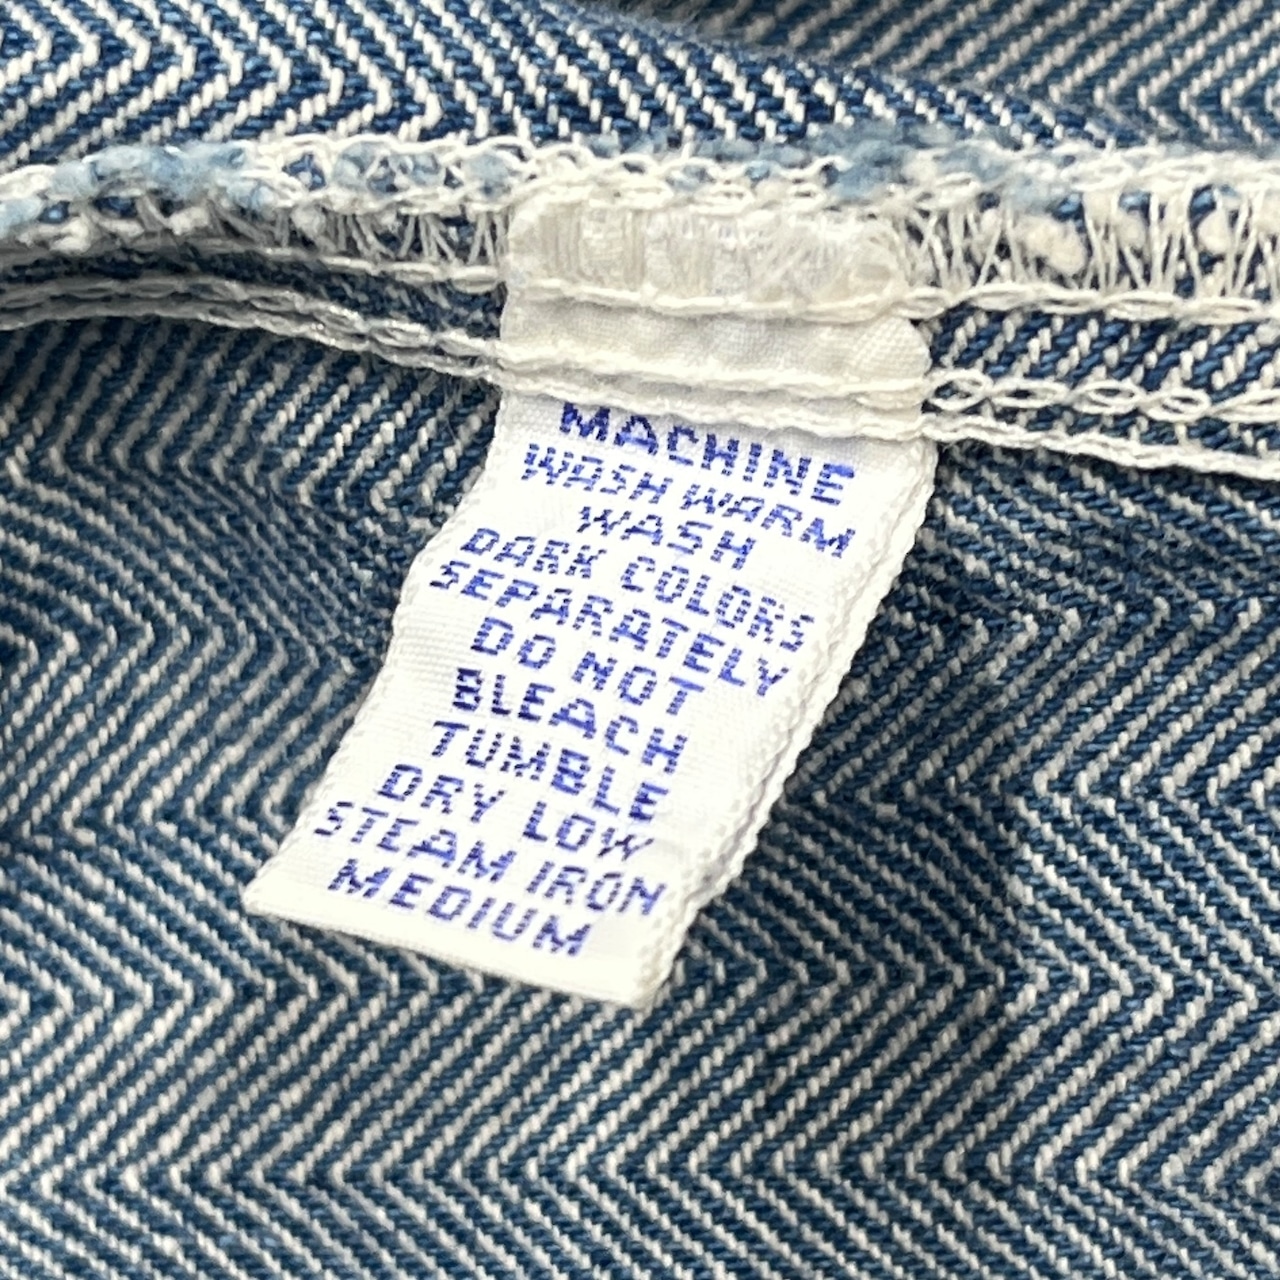 MACHINE
WASH WARM
WASH
DARK COLORS
SEPARATELY
DO NOT
BLEACH
TUMBLE
DRY LOW
STEAM IRON
MEDIUM